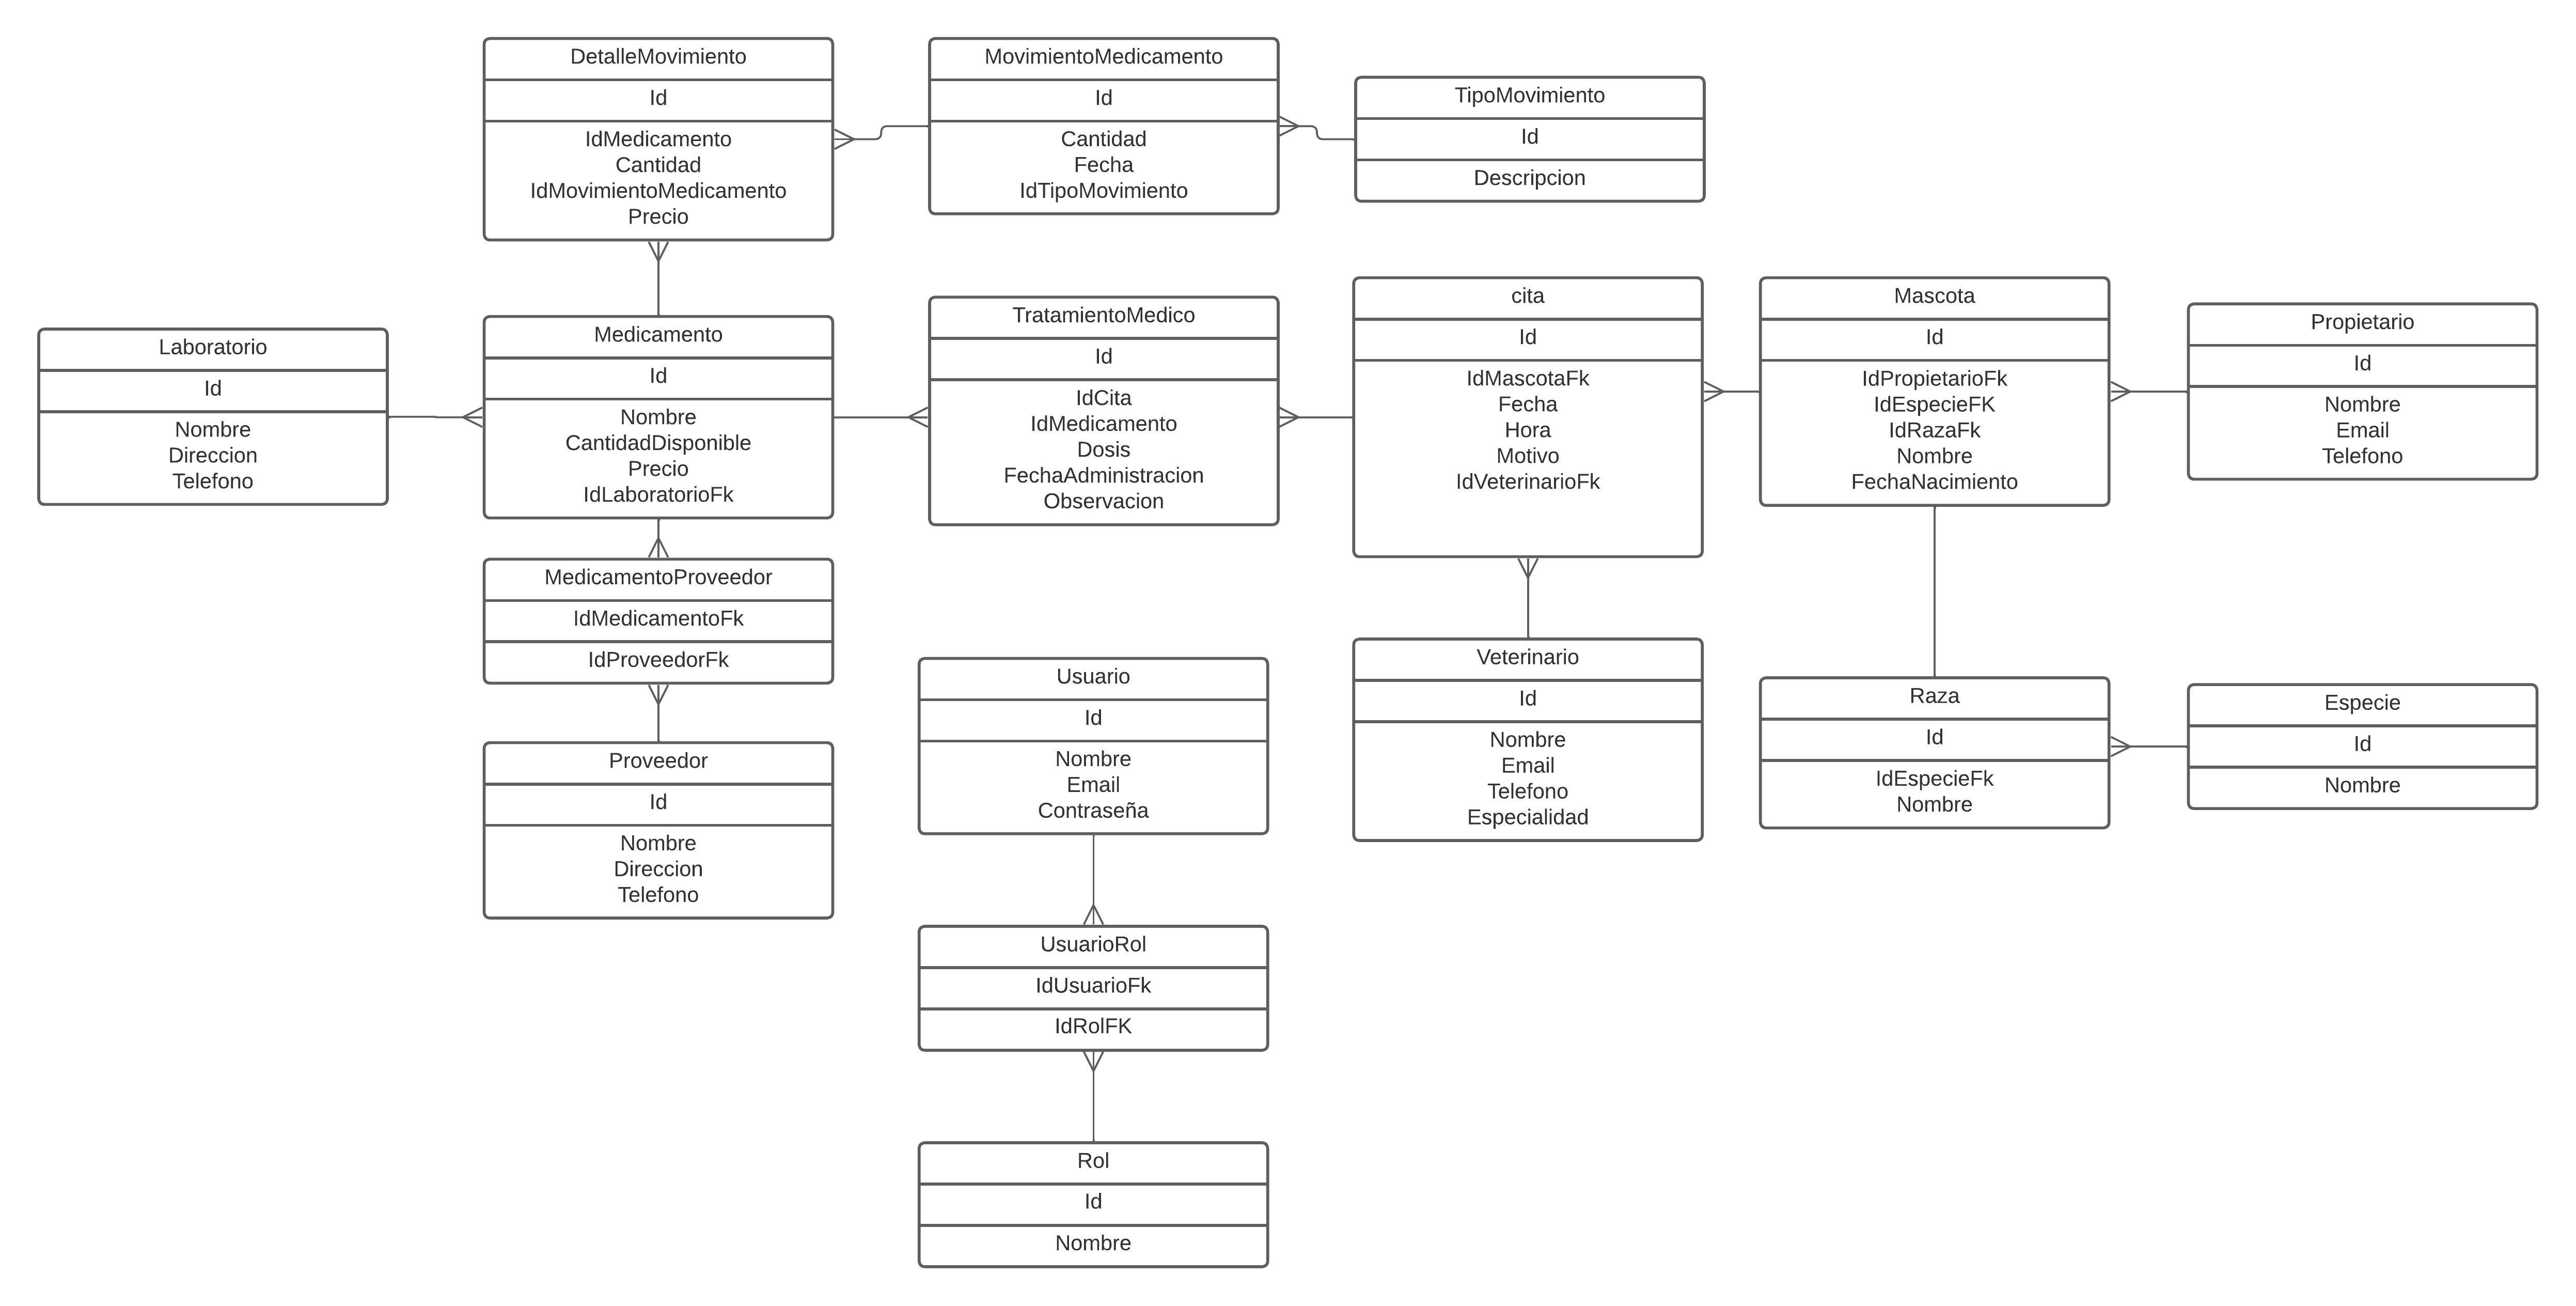 DetalleMovimiento
Id
IdMedicamento
Cantidad
IdMovimientoMedicamento
Precio
MovimientoMedicamento
Id
Cantidad
Fecha
IdTipoMovimiento
TipoMovimiento
Id
Descripcion
Laboratorio
Id
Nombre
Direccion
Telefono
Medicamento
Id
Nombre
CantidadDisponible
Precio
IdLaboratorioFk
TratamientoMedico
Id
IdCita
IdMedicamento
Dosis
FechaAdministracion
Observacion
cita
Id
IdMascotaFk
Fecha
Hora
Motivo
IdVeterinarioFk
Mascota
Id
IdPropietarioFk
IdEspecieFK
IdRazaFk
Nombre
FechaNacimiento
Propietario
Id
Nombre
Email
Telefono
MedicamentoProveedor
IdMedicamentoFk
IdProveedorFk
Proveedor
Id
Nombre
Direccion
Telefono
Usuario
Id
Nombre
Email
Contraseña
Veterinario
Id
Nombre
Email
Telefono
Especialidad
Raza
Id
IdEspecieFk
Nombre
Especie
Id
Nombre
UsuarioRol
IdUsuarioFk
IdRolFK
Rol
Id
Nombre